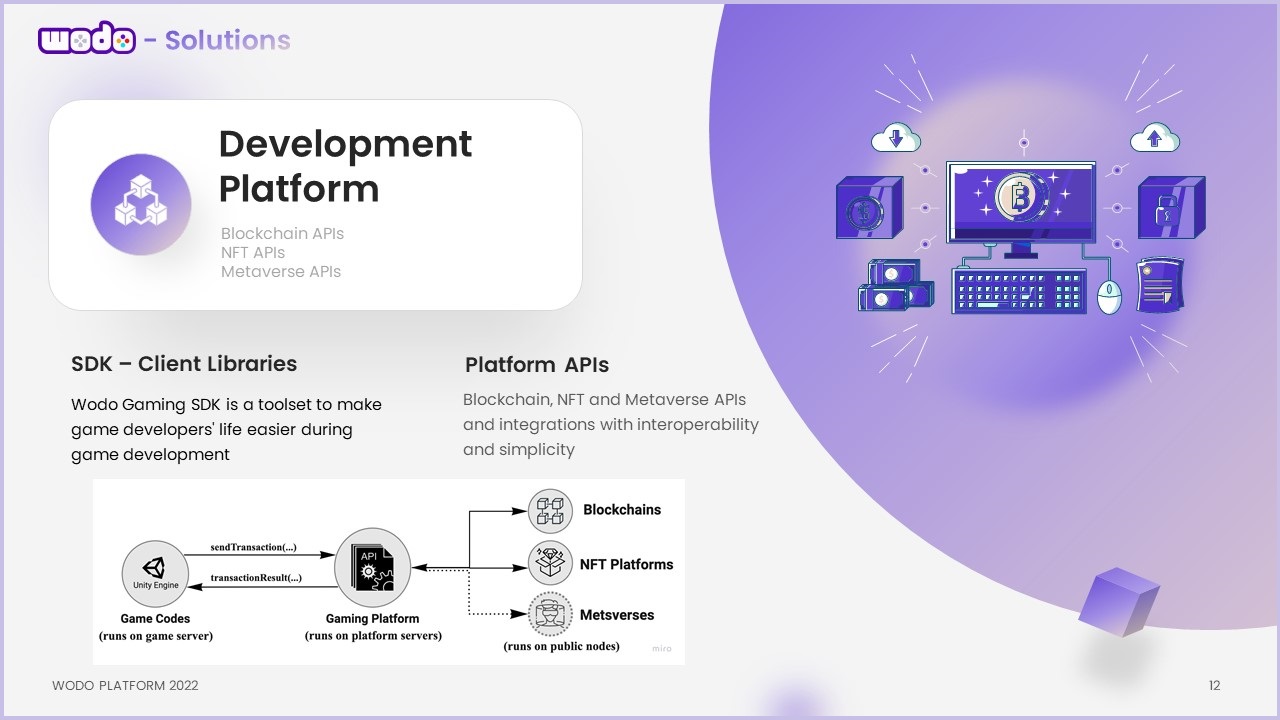 wodo - Solutions
Development
Platform
Blockchain APIs
NFT APIs
Metaverse APIs
SDK – Client Libraries
Wodo Gaming SDK is a toolset to make
game developers' life easier during
game development
Platform APIs
Blockchain, NFT and Metaverse APIs
and integrations with interoperability
and simplicity
Unity Engine
Game Codes
(runs on game server)
sendTransaction(...)
transactionResult(...)
API
Gaming Platform
(runs on platform servers)
Blockchains
NFT Platforms
Metsverses
(runs on public nodes)
miro
WODO PLATFORM 2022
12